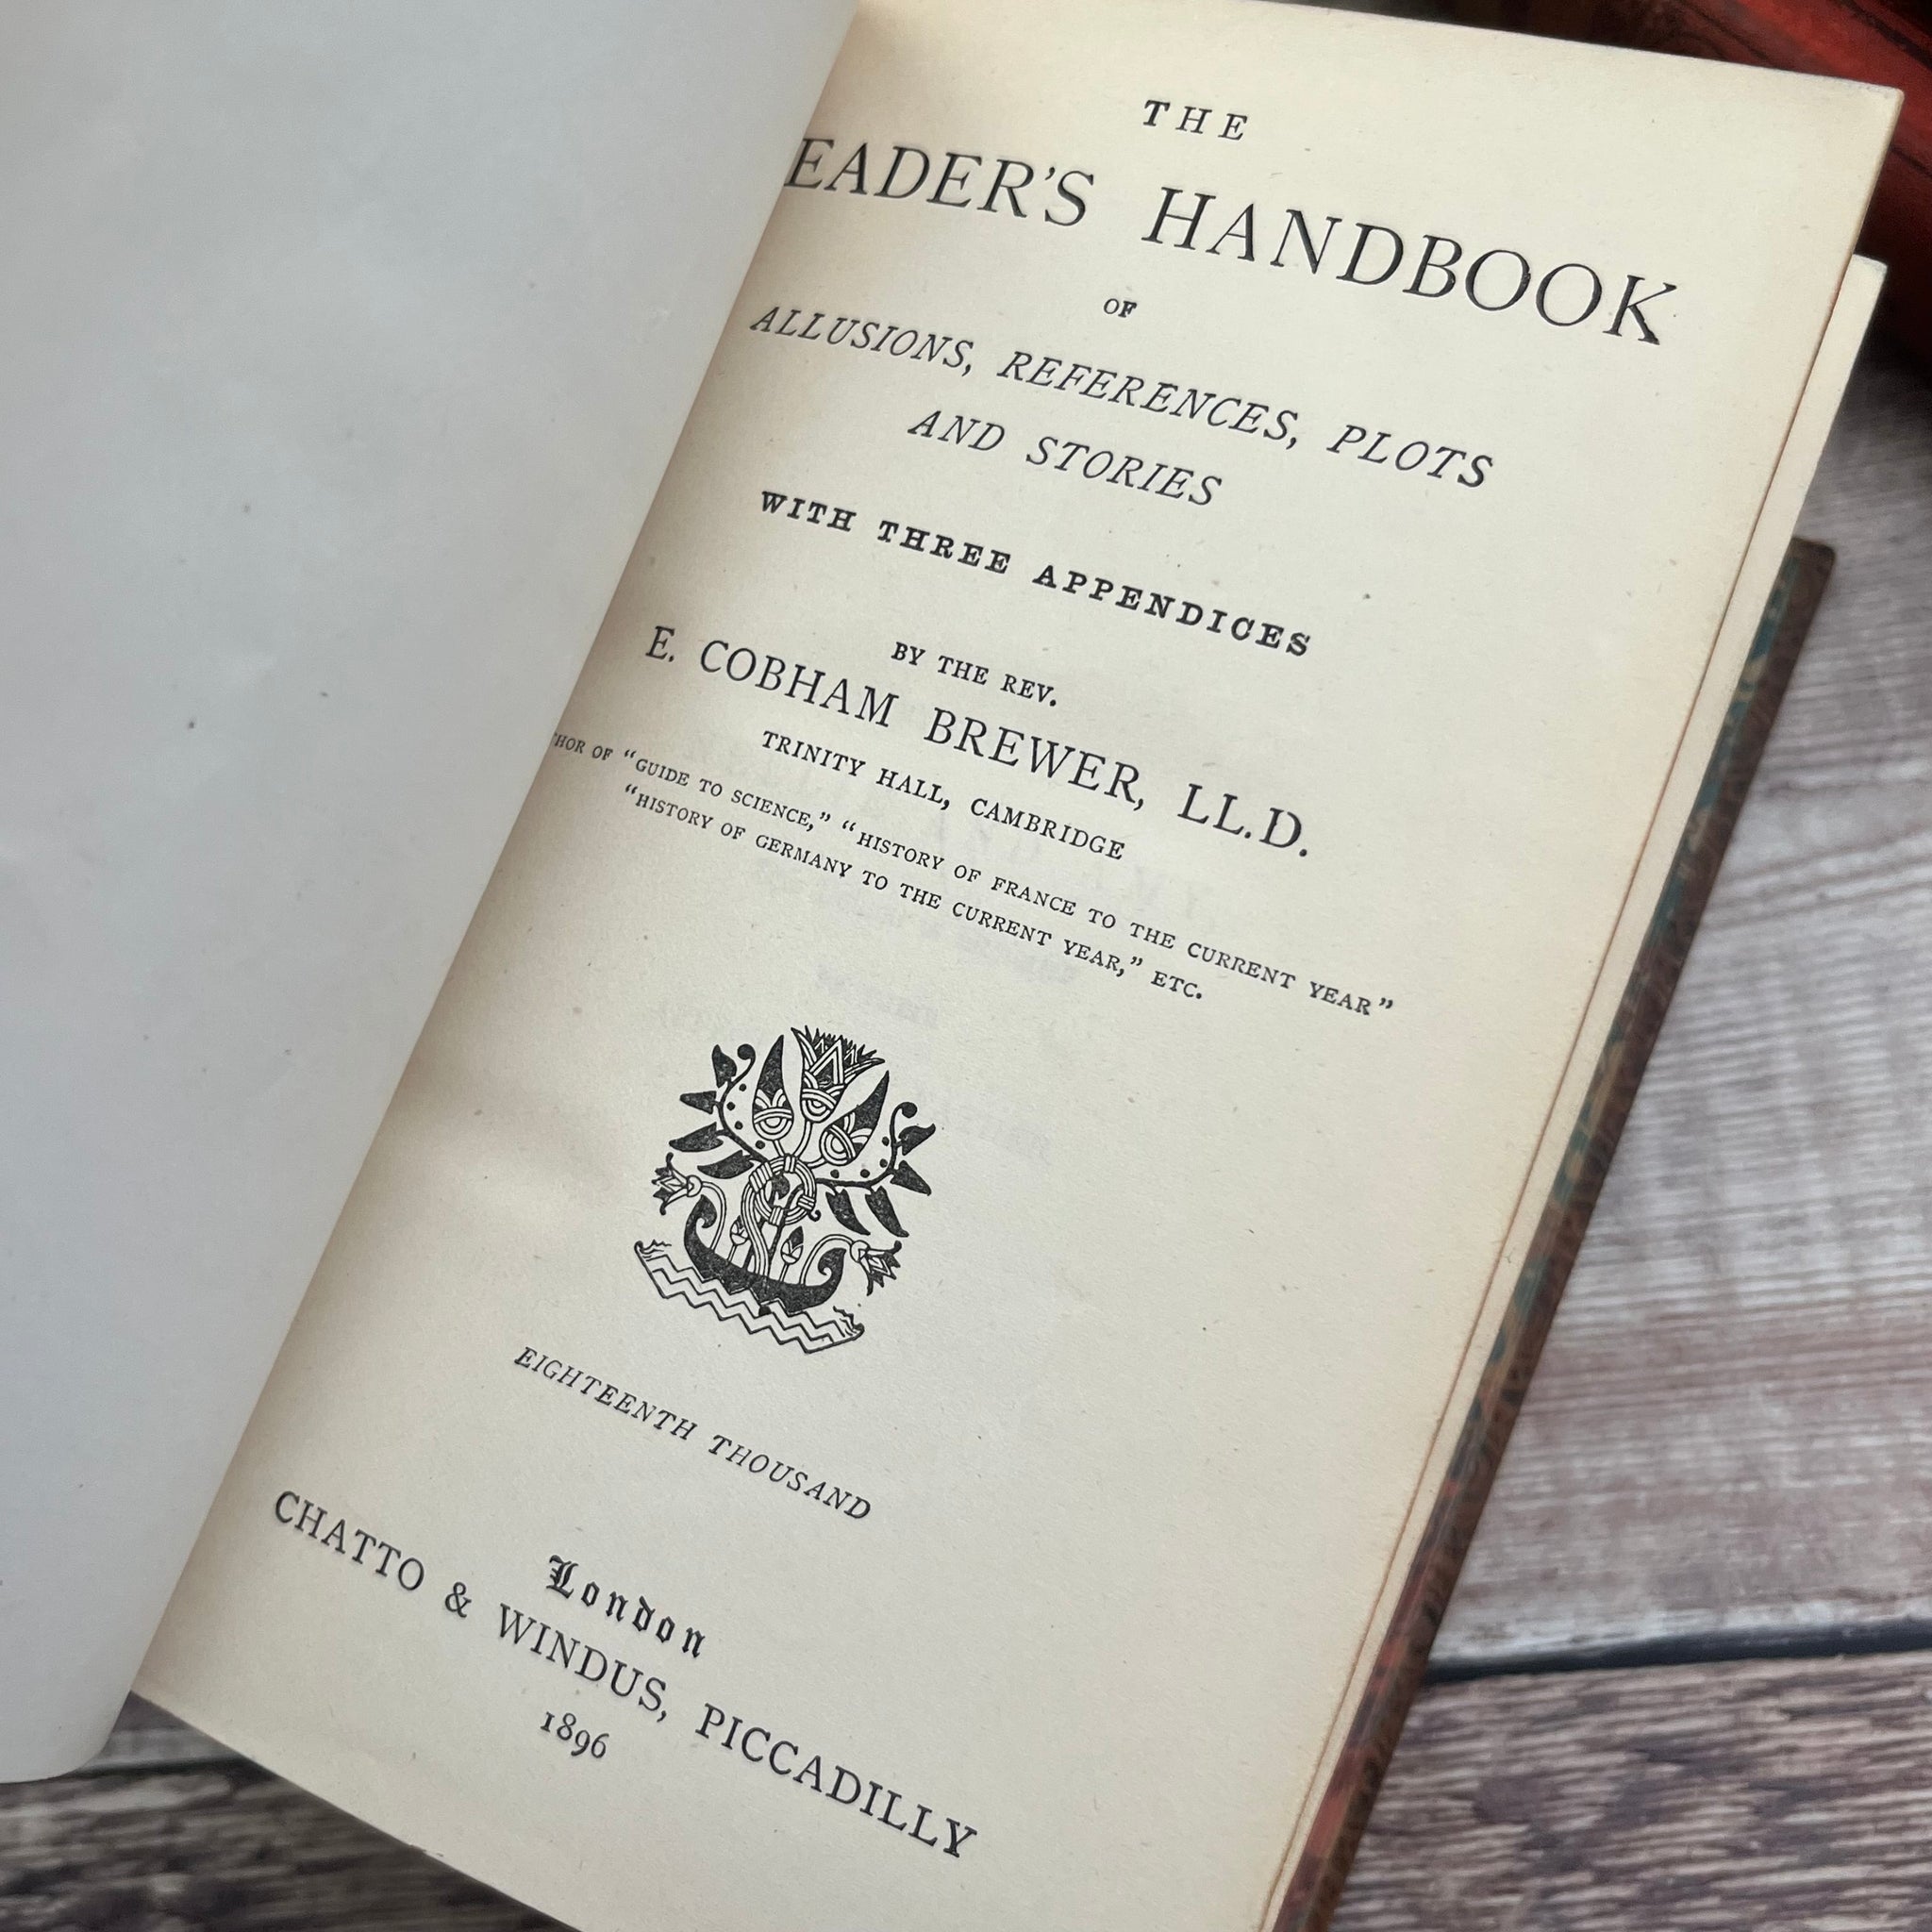 THE
EADER'S HANDBOOK
OF
ALLUSIONS, REFERENCES, PLOTS
AND STORIES
WITH THREE APPENDICES
BY THE REV.
E. COBHAM BREWER, LL.D.
TRINITY HALL, CAMBRIDGE
THOR OF "GUIDE TO SCIENCE," "HISTORY OF FRANCE TO THE CURRENT YEAR"
"HISTORY OF GERMANY TO THE CURRENT YEAR," ETC.
EIGHTEENTH THOUSAND
London
CHATTO & WINDUS, PICCADILLY
1896